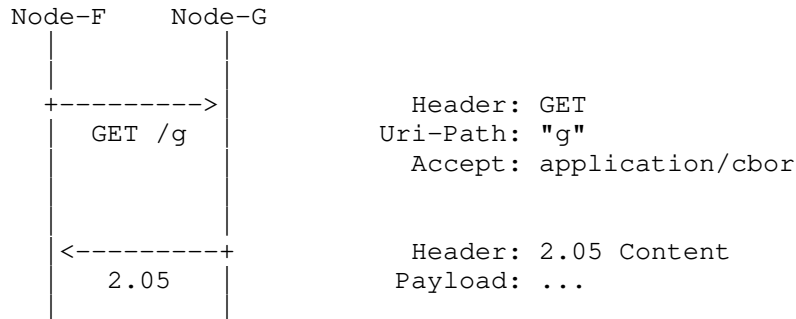 Node-F Node-G
Header: GET
GET /g Uri-Path: "g"
Accept: application/cbor
Header: 2.05 Content
2.05 Payload: ...